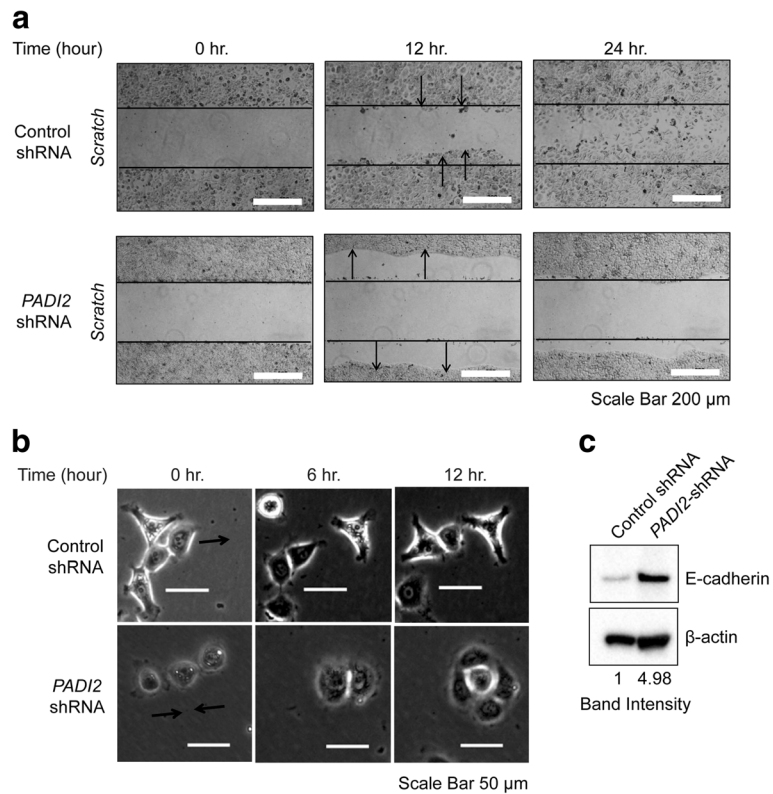 a
Time (hour) 0 hr. 12 hr. 24 hr.
Control
shRNA
Scratch
PADI2
shRNA
Scratch
Scale Bar 200 μm
b
Time (hour) 0 hr. 6 hr. 12 hr.
Control
shRNA
PADI2
shRNA
Scale Bar 50 μm
c
Control shRNA
PADI2-shRNA
E-cadherin
β-actin
1 4.98
Band Intensity